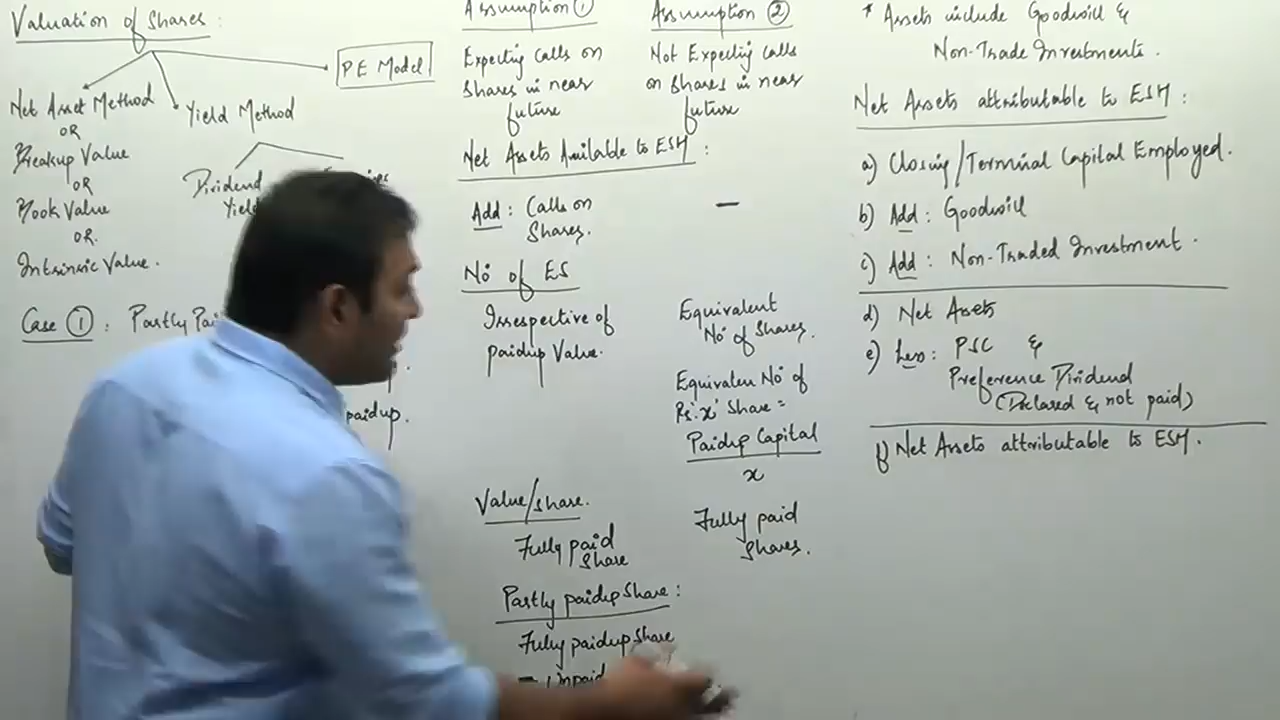 Valuation of Shares :
PE Model
Net Asset Method
OR
Breakup Value
OR
Book Value
OR.
Intrinsic Value.
Yield Method
Dividend
Case ① : Partly
paidup.
Assumption ①
Expecting Calls on
Shares in near
future
Assumption ②
Not Expecting Calls
on Shares in near
future
Net Assets Available to ESH :
Add : Calls on
Shares.
—
No of ES
Irrespective of
paidup Value.
Equivalent
No of Shares.
Equivalen No of
Rs. 'x' Share =
Paidup Capital
x
Value/share.
Fully paid
Share
Fully paid
Shares.
Partly paidup Share :
Fully paidup Share
- Unpaid
* Assets include Goodwill &
Non-Trade Investments.
Net Assets attributable to ESH :
a) Closing/Terminal Capital Employed.
b) Add : Goodwill
c) Add : Non-Traded Investment.
d) Net Assets
e) Less : PSC &
Preference Dividend
(Declared & not paid)
f) Net Assets attributable to ESH.